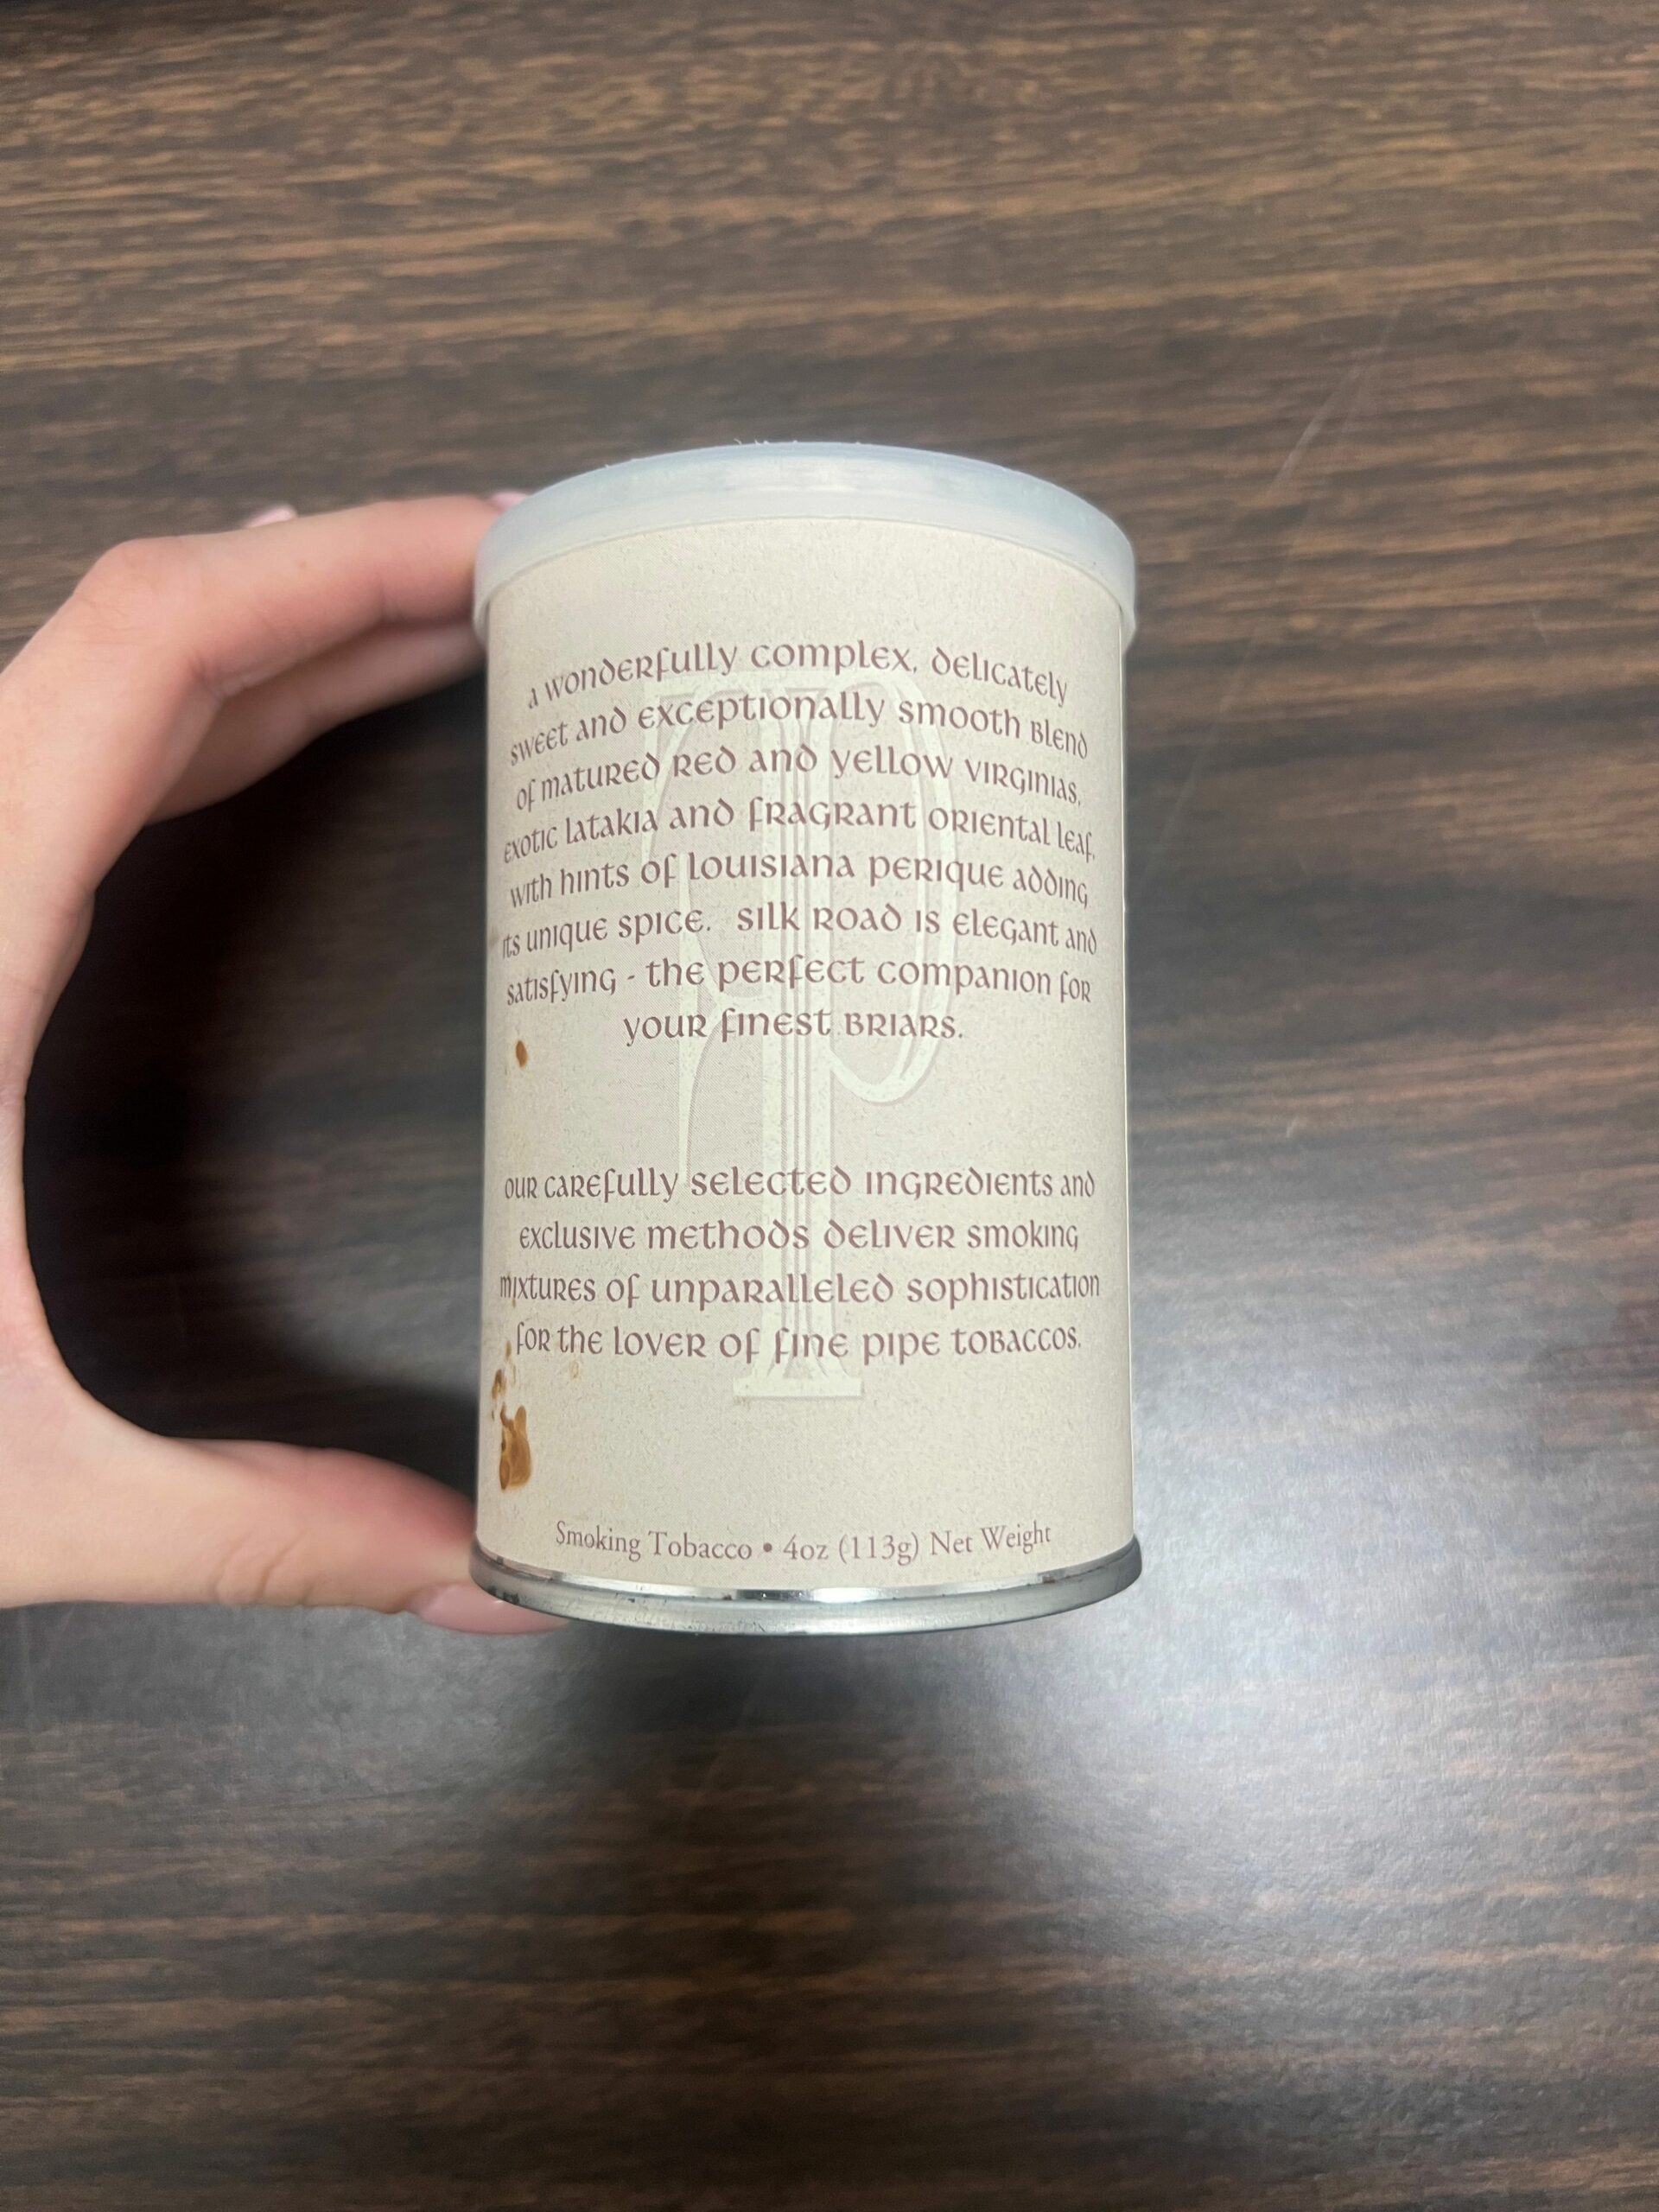 a wonderfully complex, delicately
sweet and exceptionally smooth blend
of matured red and yellow virginias,
exotic latakia and fragrant oriental leaf,
with hints of louisiana perique adding
its unique spice. silk road is elegant and
satisfying - the perfect companion for
your finest briars.
our carefully selected ingredients and
exclusive methods deliver smoking
mixtures of unparalleled sophistication
for the lover of fine pipe tobaccos.
Smoking Tobacco • 4oz (113g) Net Weight